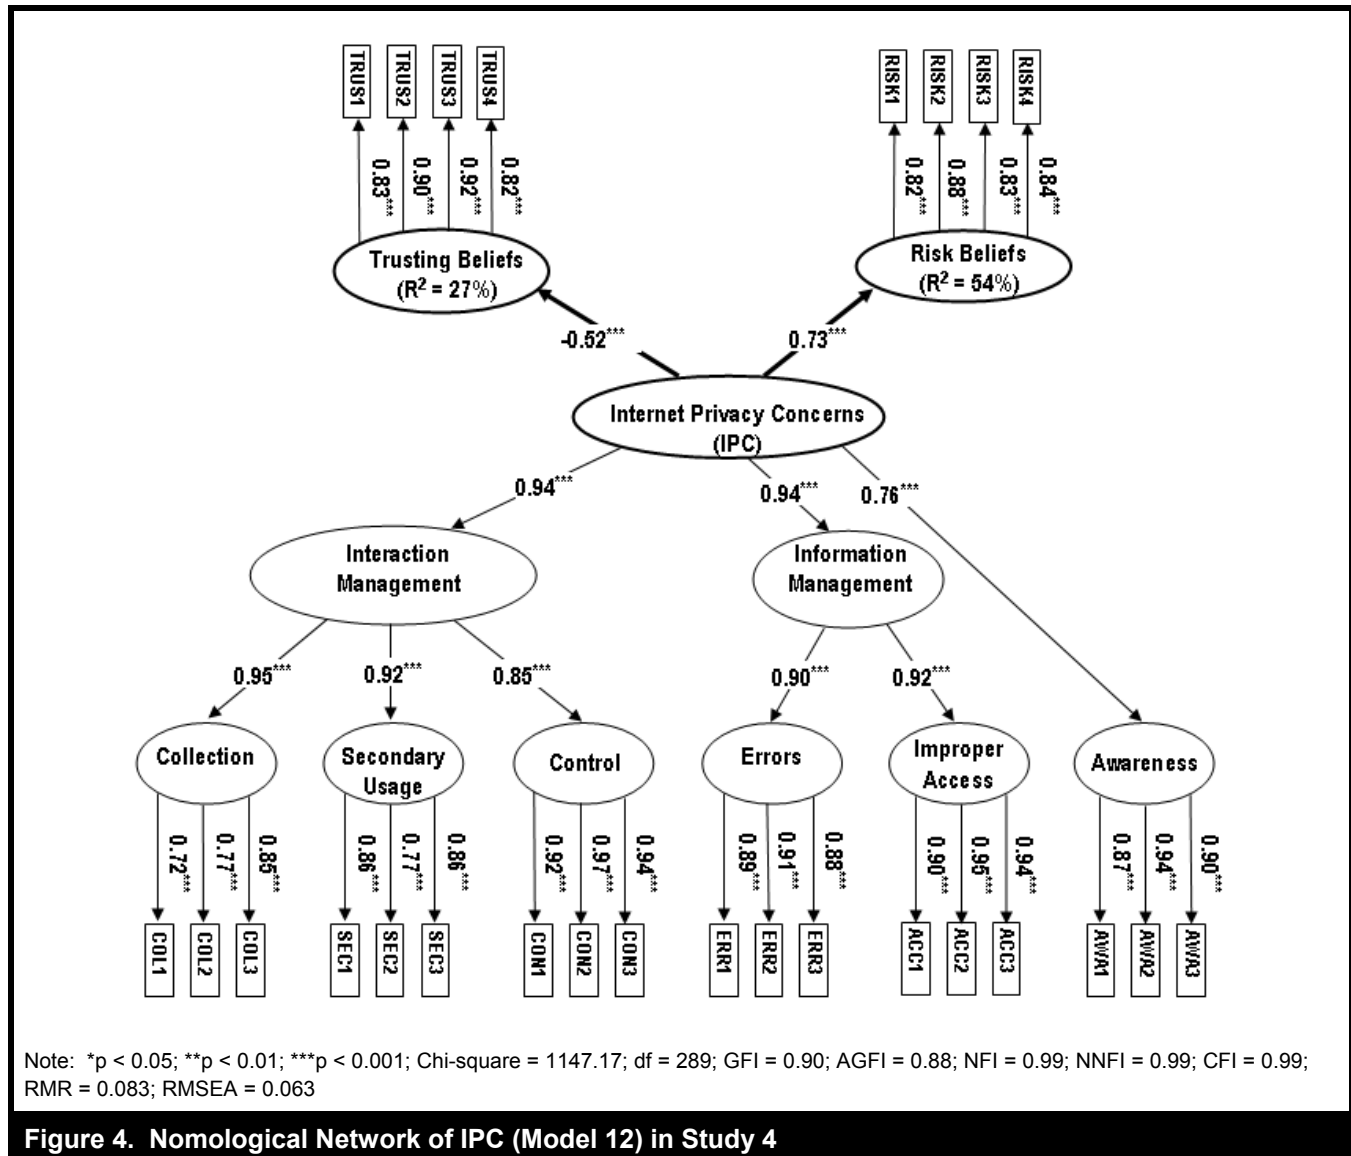 TRUS1 TRUS2 TRUS3 TRUS4
RISK1 RISK2 RISK3 RISK4
0.83*** 0.90*** 0.92*** 0.82***
0.82*** 0.88*** 0.83*** 0.84***
Trusting Beliefs
(R² = 27%)
Risk Beliefs
(R² = 54%)
-0.52*** 0.73***
Internet Privacy Concerns
(IPC)
0.94*** 0.94*** 0.76***
Interaction
Management
Information
Management
0.95*** 0.92*** 0.85*** 0.90*** 0.92***
Collection
Secondary
Usage
Control
Errors
Improper
Access
Awareness
0.72*** 0.77*** 0.85***
0.86*** 0.77*** 0.86***
0.92*** 0.97*** 0.94***
0.89*** 0.91*** 0.88***
0.90*** 0.95*** 0.94***
0.87*** 0.94*** 0.90***
COL1 COL2 COL3
SEC1 SEC2 SEC3
CON1 CON2 CON3
ERR1 ERR2 ERR3
ACC1 ACC2 ACC3
AWA1 AWA2 AWA3
Note: *p < 0.05; **p < 0.01; ***p < 0.001; Chi-square = 1147.17; df = 289; GFI = 0.90; AGFI = 0.88; NFI = 0.99; NNFI = 0.99; CFI = 0.99;
RMR = 0.083; RMSEA = 0.063
Figure 4. Nomological Network of IPC (Model 12) in Study 4